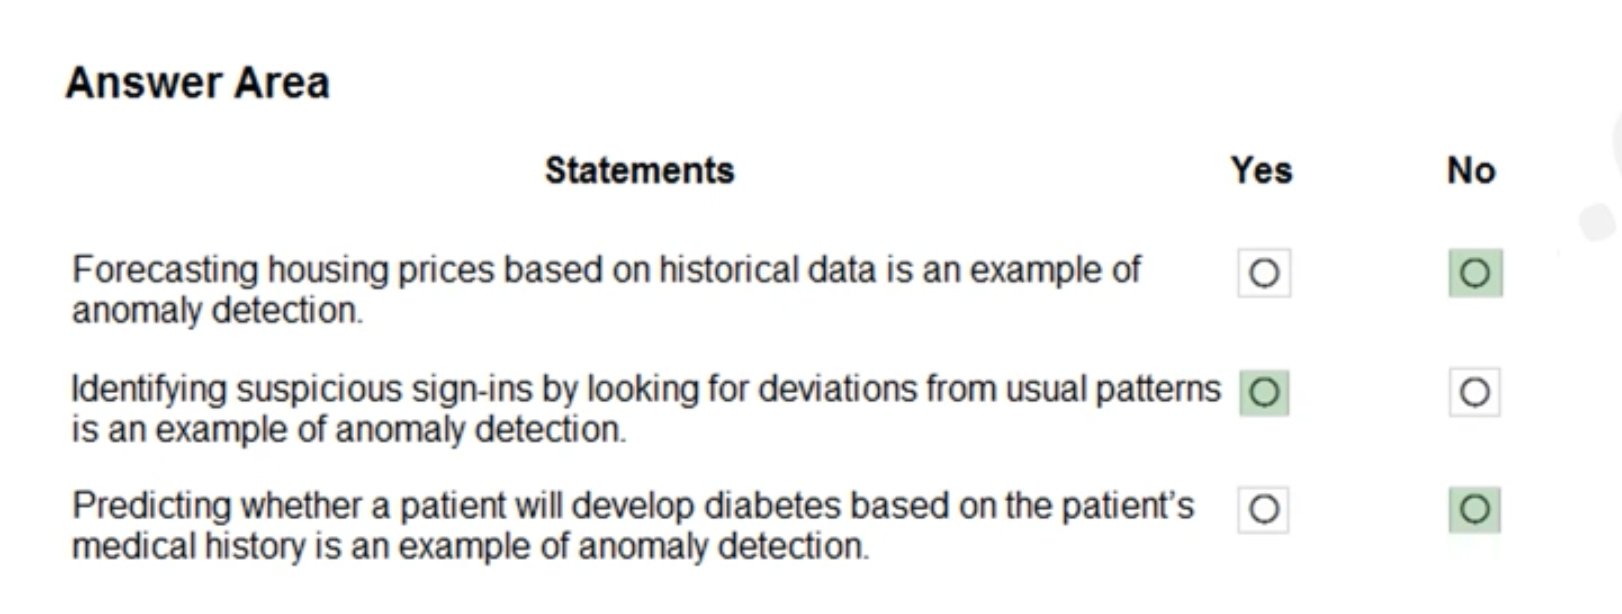 Answer Area
Statements Yes No
Forecasting housing prices based on historical data is an example of
anomaly detection.
Identifying suspicious sign-ins by looking for deviations from usual patterns
is an example of anomaly detection.
Predicting whether a patient will develop diabetes based on the patient's
medical history is an example of anomaly detection.